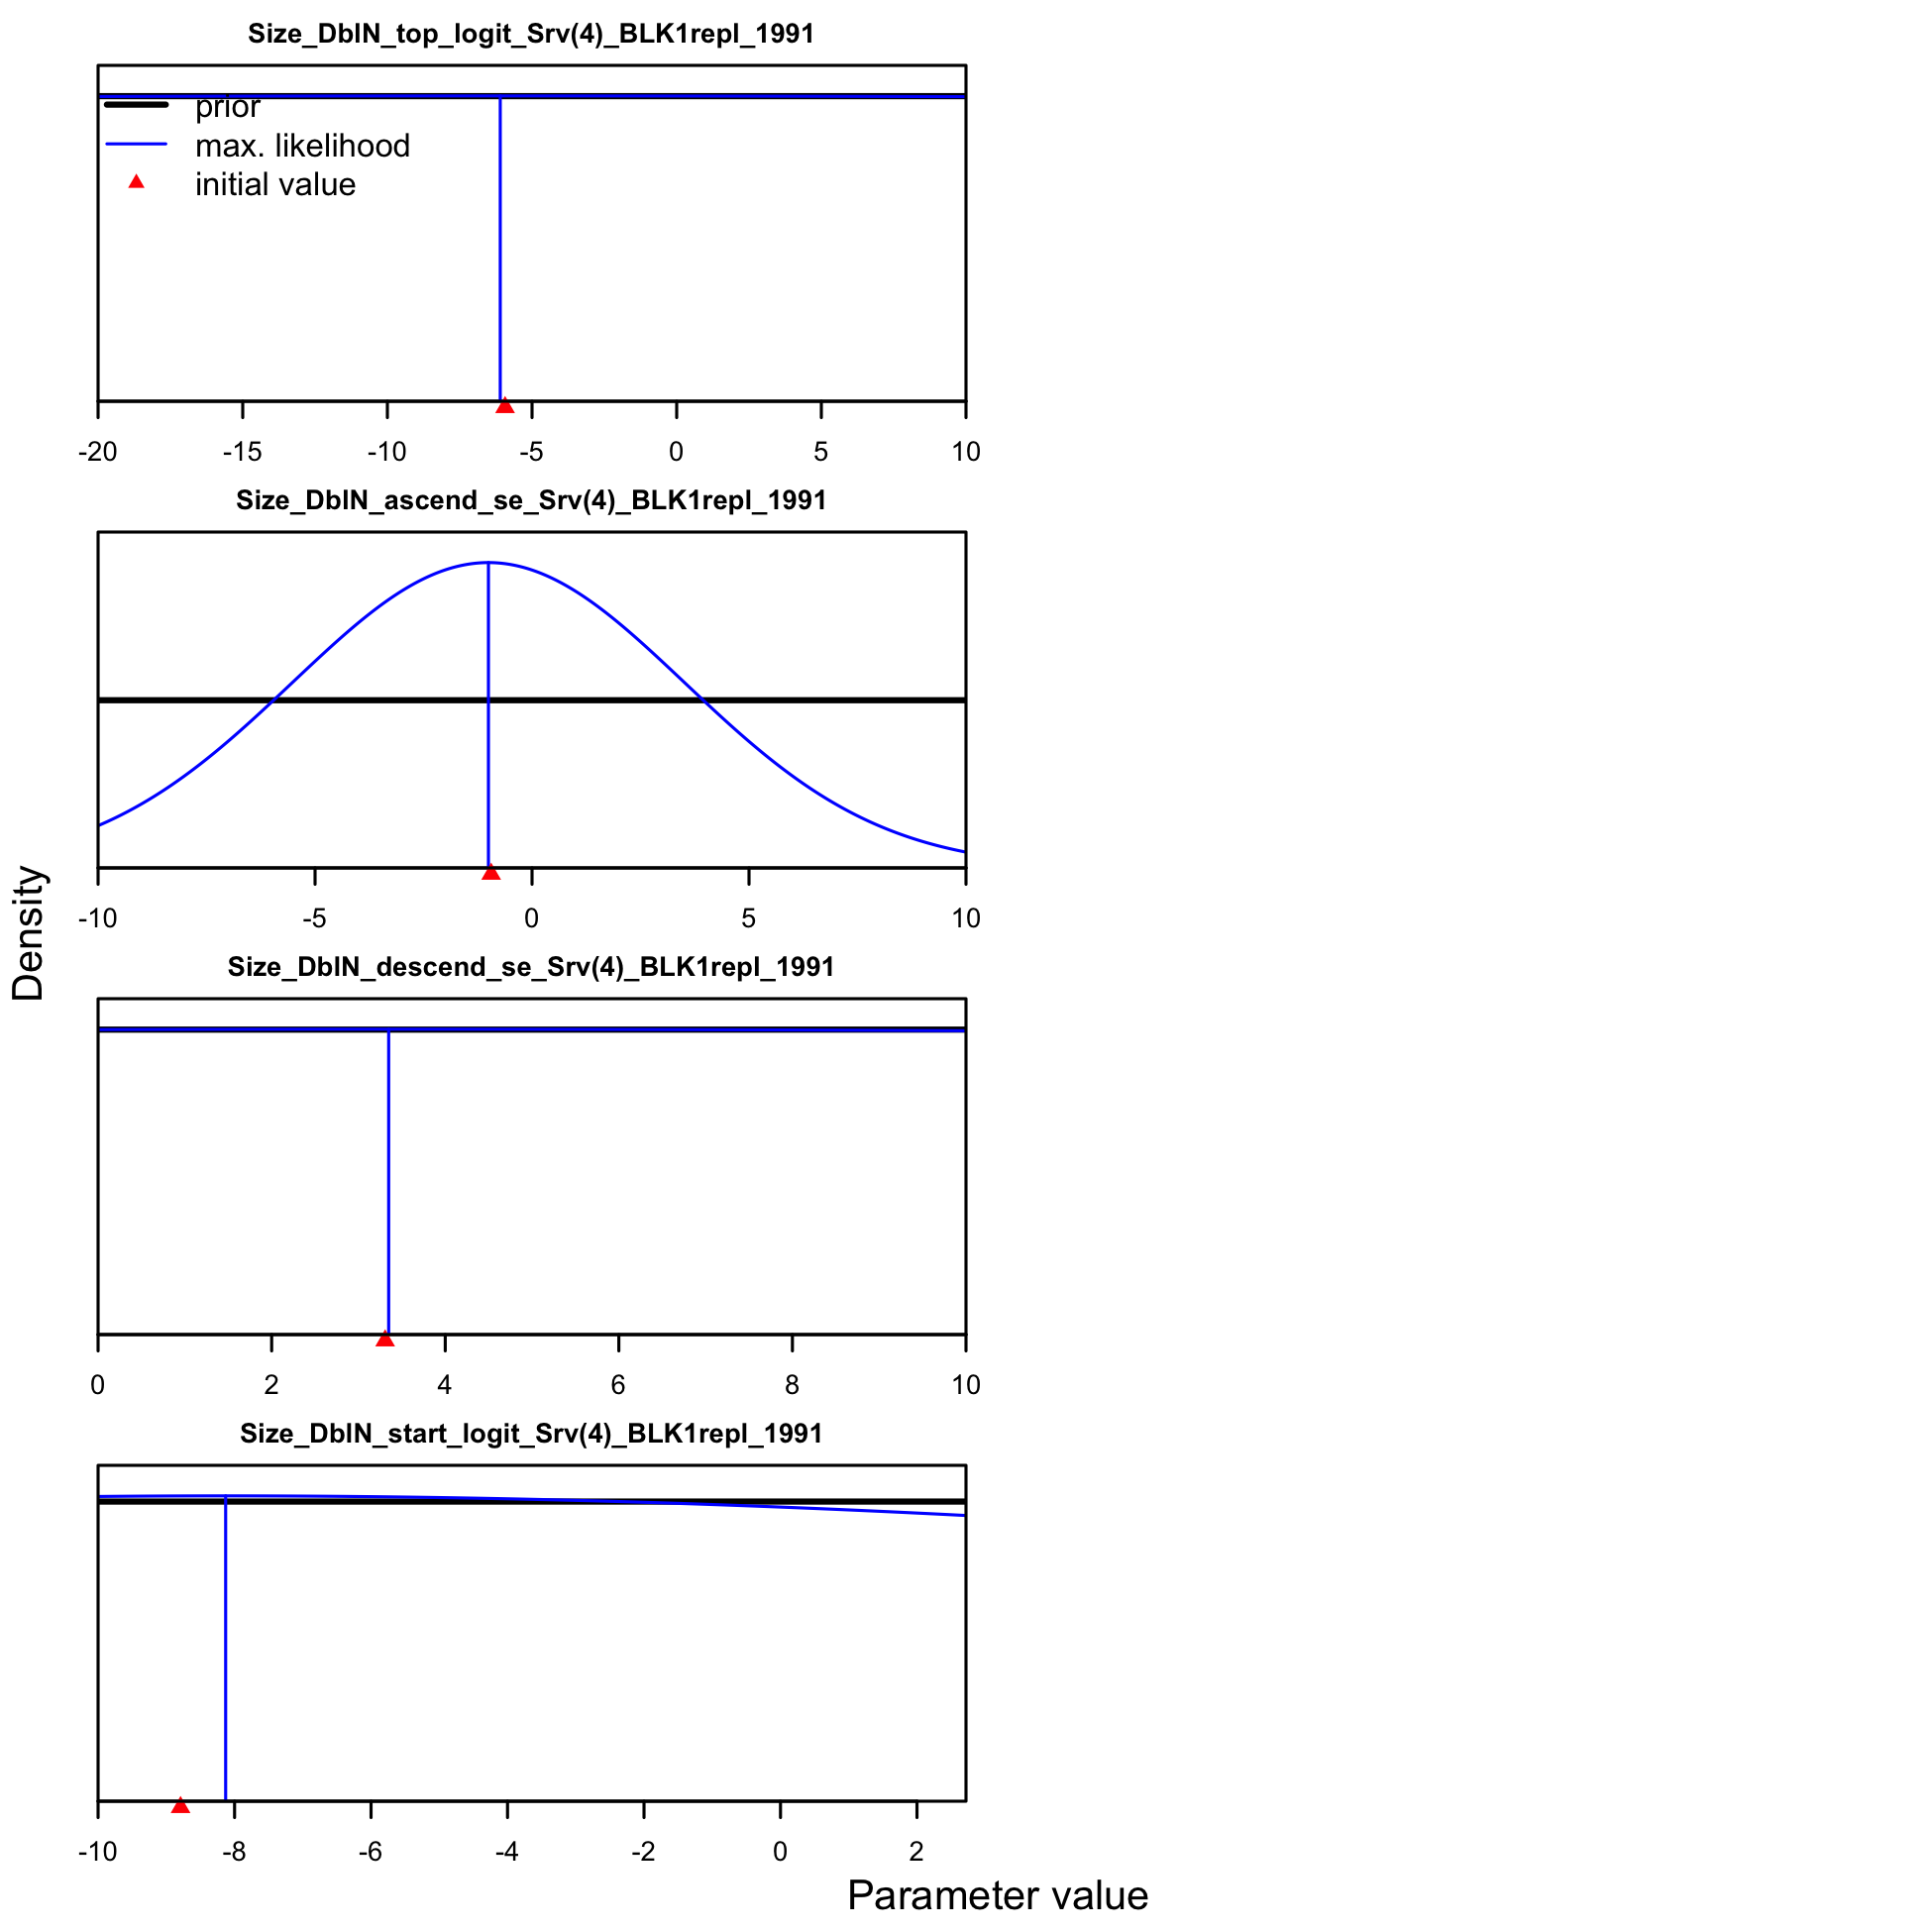 Size_DblN_top_logit_Srv(4)_BLK1repl_1991
prior
max. likelihood
initial value
-20 -15 -10 -5 0 5 10
Size_DblN_ascend_se_Srv(4)_BLK1repl_1991
-10 -5 0 5 10
Density
Size_DblN_descend_se_Srv(4)_BLK1repl_1991
0 2 4 6 8 10
Size_DblN_start_logit_Srv(4)_BLK1repl_1991
-10 -8 -6 -4 -2 0 2
Parameter value